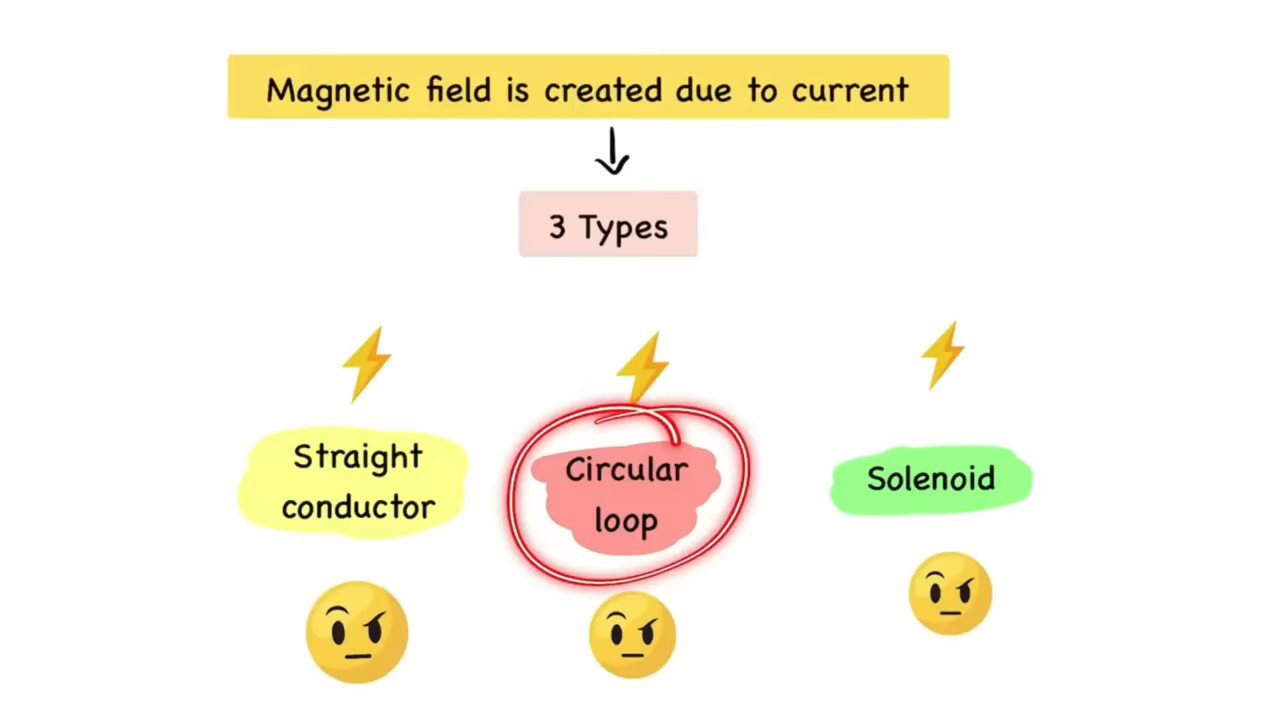 Magnetic field is created due to current
3 Types
Straight
conductor
Circular
loop
Solenoid